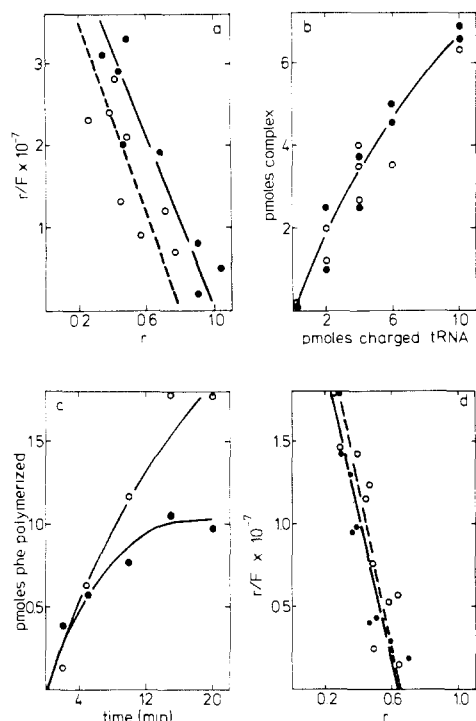 a
r/F x 10⁻⁷
3
2
1
0.2 0.6 1.0
r
b
pmoles complex
6
4
2
2 6 10
pmoles charged tRNA
c
pmoles phe polymerized
1.5
1.0
0.5
4 12 20
time (min)
d
r/F x 10⁻⁷
1.5
1.0
0.5
0.2 0.6 1.0
r